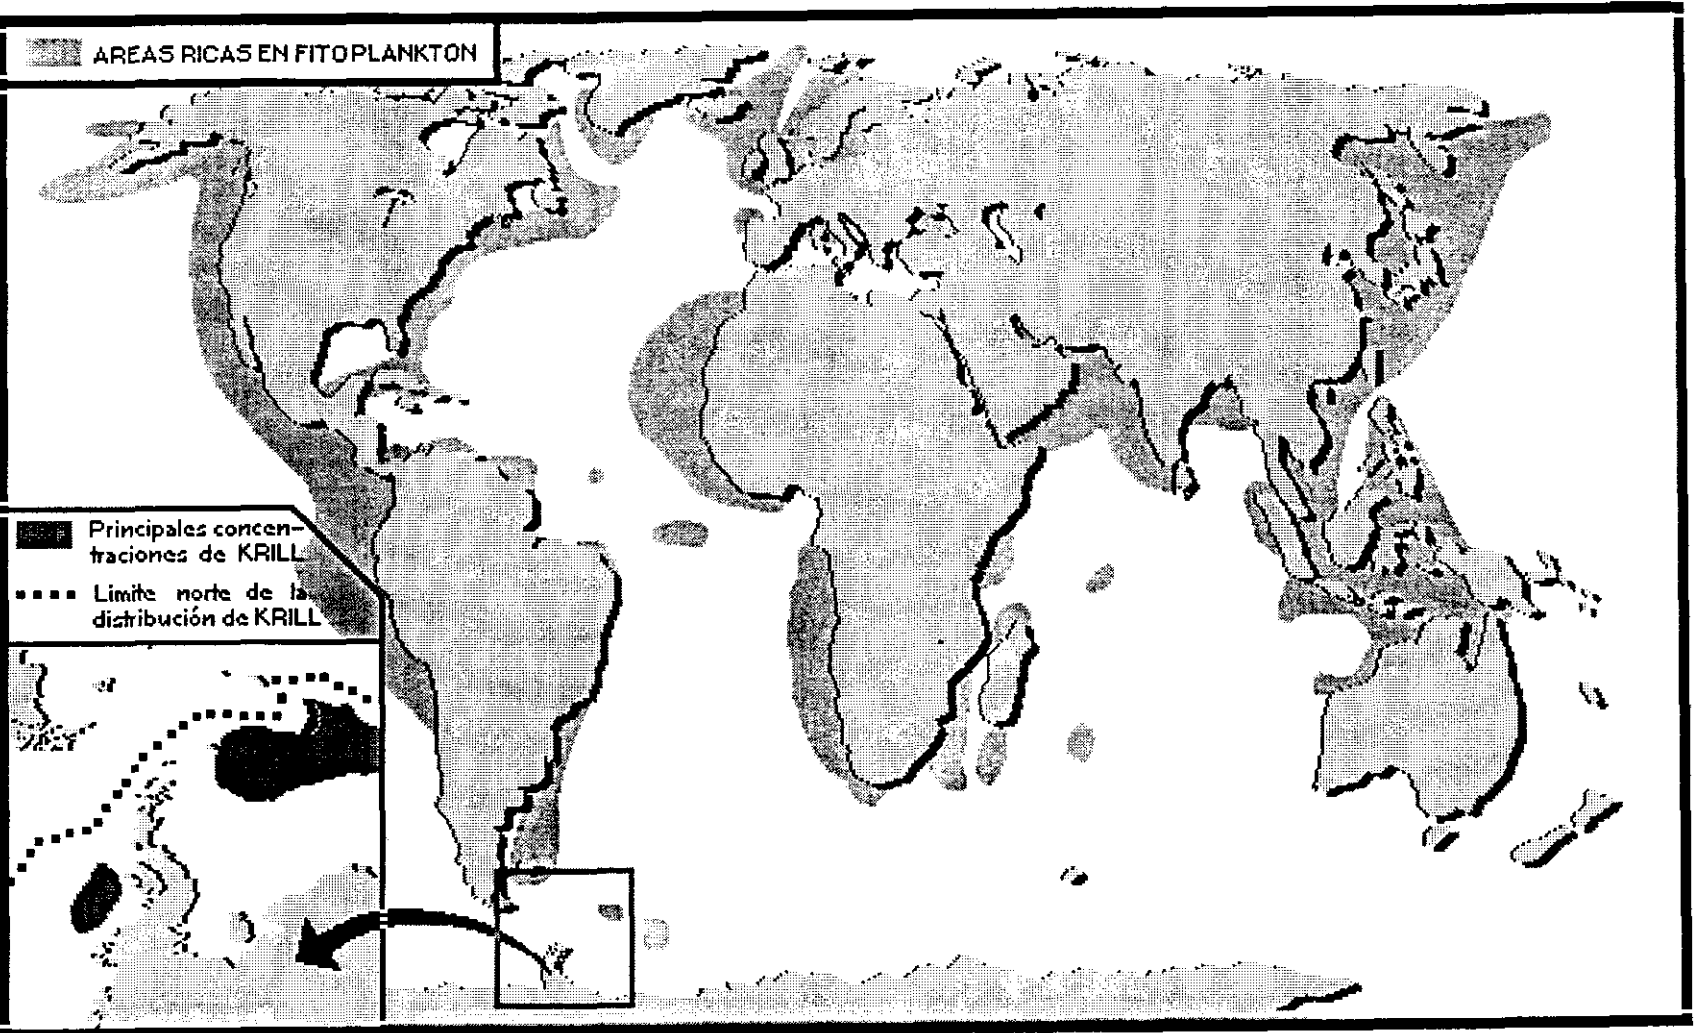 AREAS RICAS EN FITOPLANKTON
Principales concen-
traciones de KRILL
Limite norte de la
distribución de KRILL